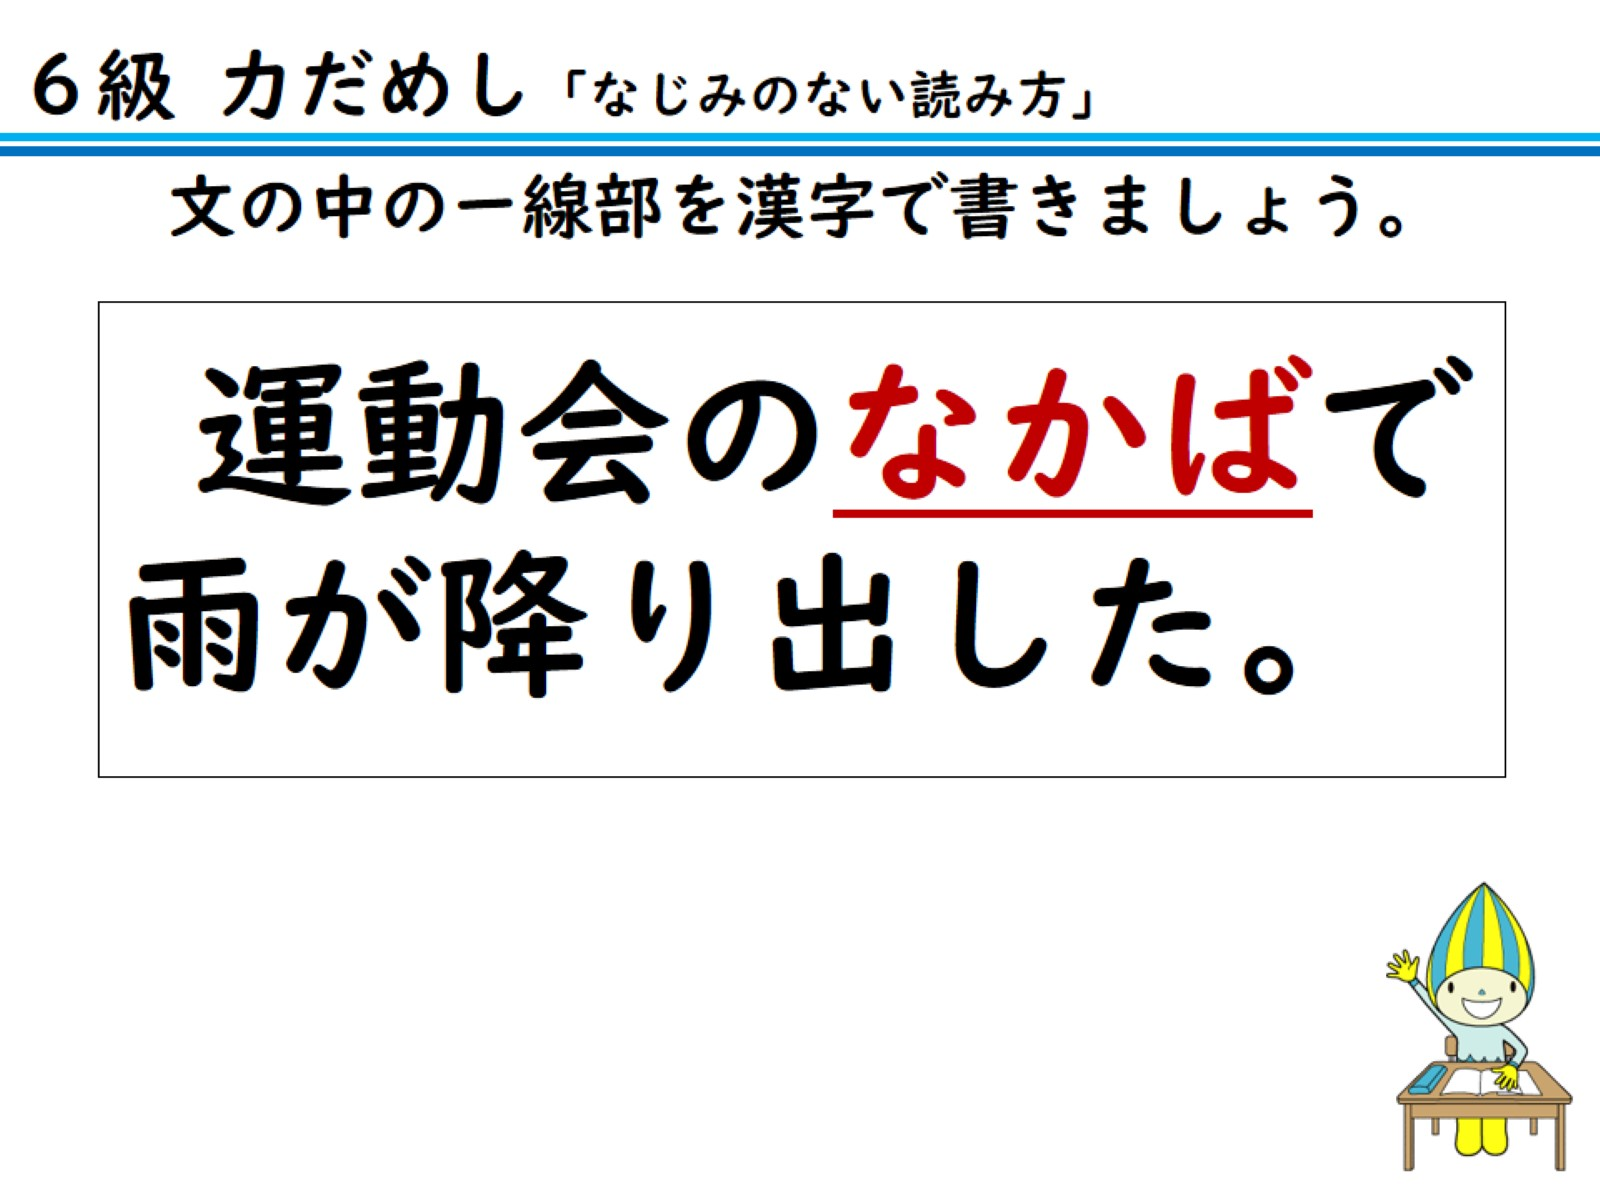 ６級 力だめし「なじみのない読み方」
文の中の一線部を漢字で書きましょう。
運動会のなかばで
雨が降り出した。